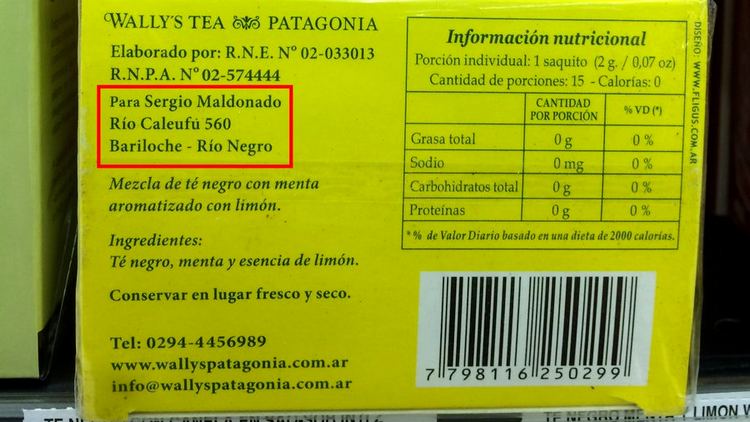 WALLY'S TEA PATAGONIA
Elaborado por: R.N.E. Nº 02-033013
R.N.P.A. Nº 02-574444
Para Sergio Maldonado
Río Caleufú 560
Bariloche - Río Negro
Mezcla de té negro con menta
aromatizado con limón.
Ingredientes:
Té negro, menta y esencia de limón.
Conservar en lugar fresco y seco.
Tel: 0294-4456989
www.wallyspatagonia.com.ar
info@wallyspatagonia.com.ar
Información nutricional
Porción individual: 1 saquito (2 g. / 0,07 oz)
Cantidad de porciones: 15 - Calorías: 0
CANTIDAD POR PORCIÓN % VD (*)
Grasa total 0 g 0 %
Sodio 0 mg 0 %
Carbohidratos total 0 g 0 %
Proteínas 0 g 0 %
*% de Valor Diario basado en una dieta de 2000 calorías.
DISEÑO: WWW.FLIGUS.COM.AR
7 798116 250299
TE NEGRO MENTA Y LIMON W